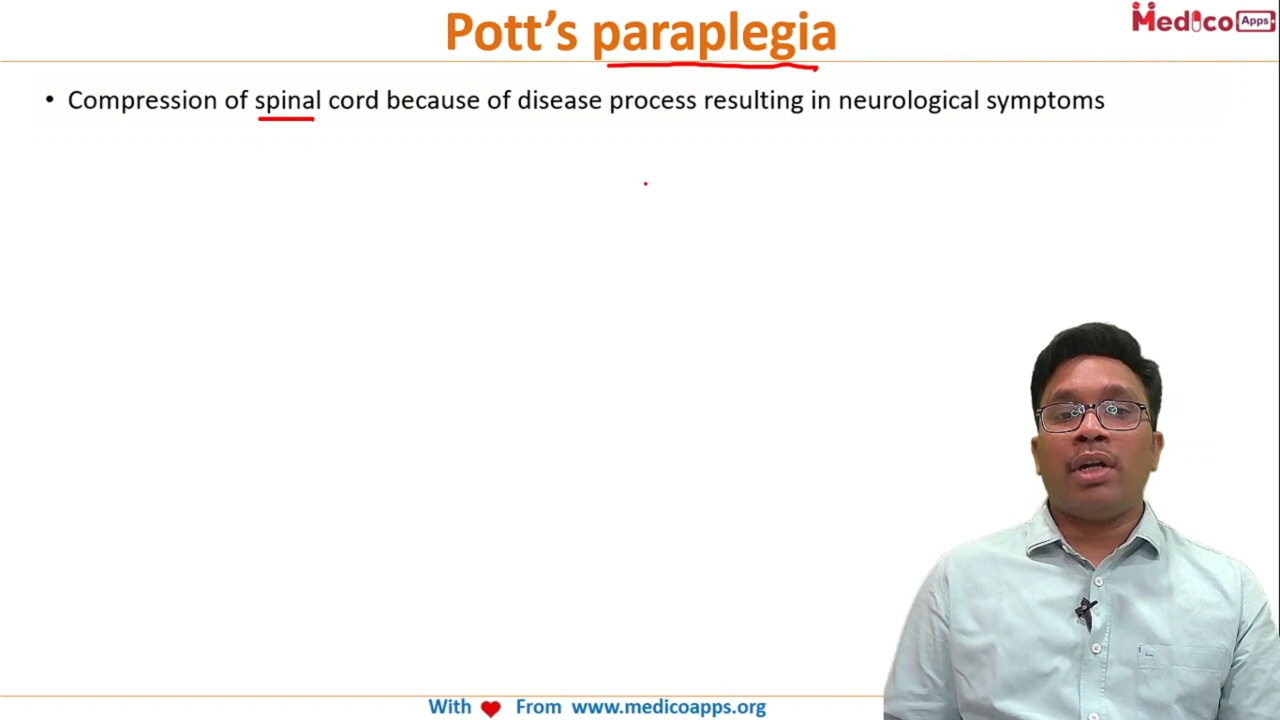 Pott's paraplegia
Medico Apps
• Compression of spinal cord because of disease process resulting in neurological symptoms
With From www.medicoapps.org